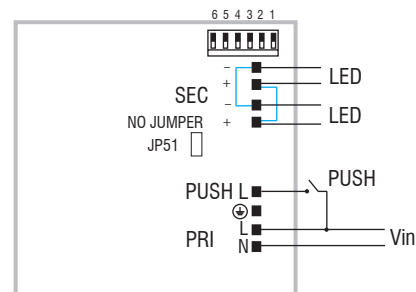 6 5 4 3 2 1
–
+
LED
SEC
–
+
LED
NO JUMPER
JP51
PUSH L
PUSH
PRI
L
N
Vin